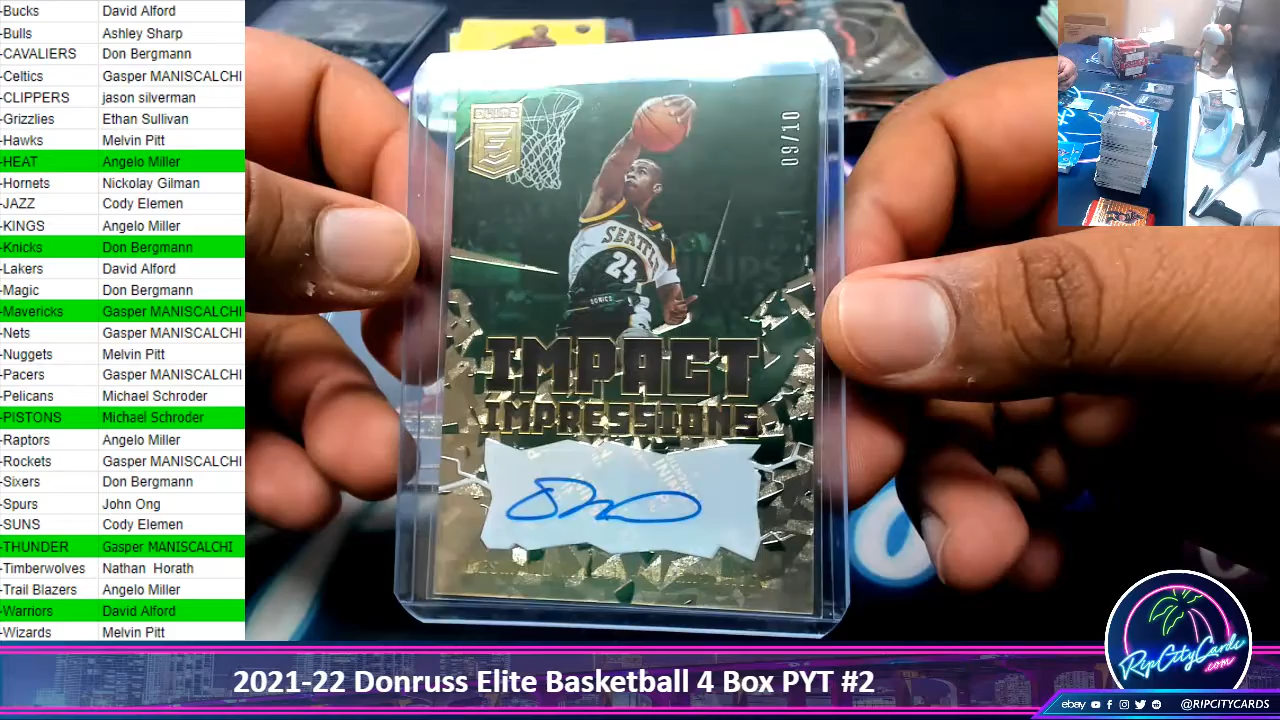 -Bucks David Alford
-Bulls Ashley Sharp
-CAVALIERS Don Bergmann
-Celtics Gasper MANISCALCHI
-CLIPPERS jason silverman
-Grizzlies Ethan Sullivan
-Hawks Melvin Pitt
-HEAT Angelo Miller
-Hornets Nickolay Gilman
-JAZZ Cody Elemen
-KINGS Angelo Miller
-Knicks Don Bergmann
-Lakers David Alford
-Magic Don Bergmann
-Mavericks Gasper MANISCALCHI
-Nets Gasper MANISCALCHI
-Nuggets Melvin Pitt
-Pacers Gasper MANISCALCHI
-Pelicans Michael Schroder
-PISTONS Michael Schroder
-Raptors Angelo Miller
-Rockets Gasper MANISCALCHI
-Sixers Don Bergmann
-Spurs John Ong
-SUNS Cody Elemen
-THUNDER Gasper MANISCALCHI
-Timberwolves Nathan Horath
-Trail Blazers Angelo Miller
-Warriors David Alford
-Wizards Melvin Pitt
ELITE
09/10
SEATTLE
24
SONICS
IMPACT
IMPRESSIONS
RipCityCards
.com
2021-22 Donruss Elite Basketball 4 Box PYT #2
ebay @RIPCITYCARDS